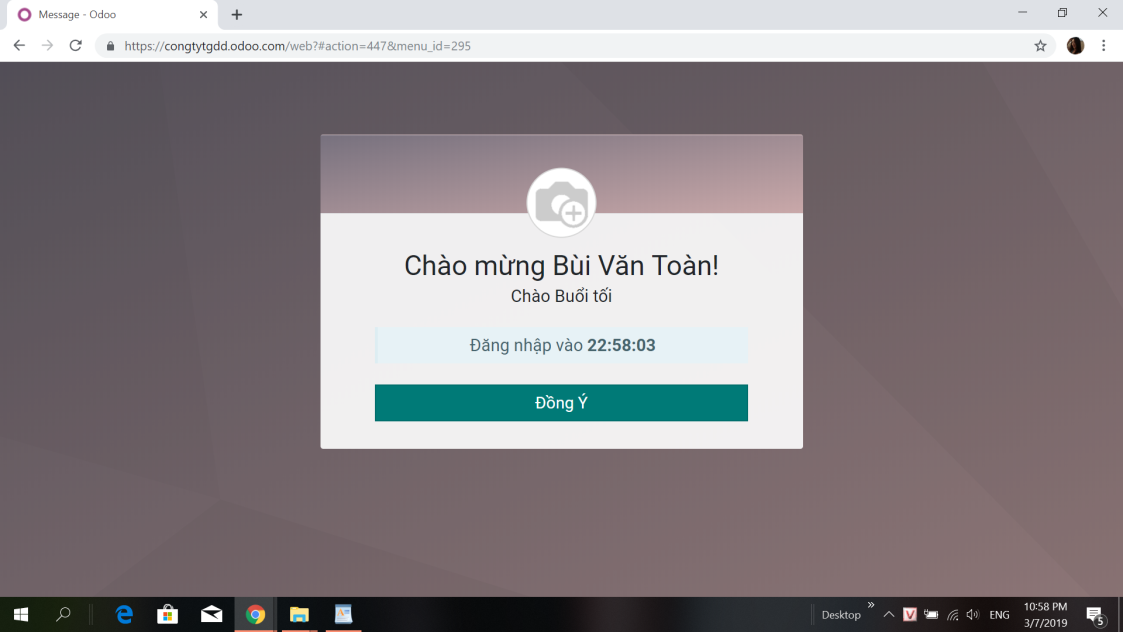 Message - Odoo
https://congtytgdd.odoo.com/web?#action=447&menu_id=295
Chào mừng Bùi Văn Toàn!
Chào Buổi tối
Đăng nhập vào 22:58:03
Đồng Ý
Desktop
ENG
10:58 PM
3/7/2019
5